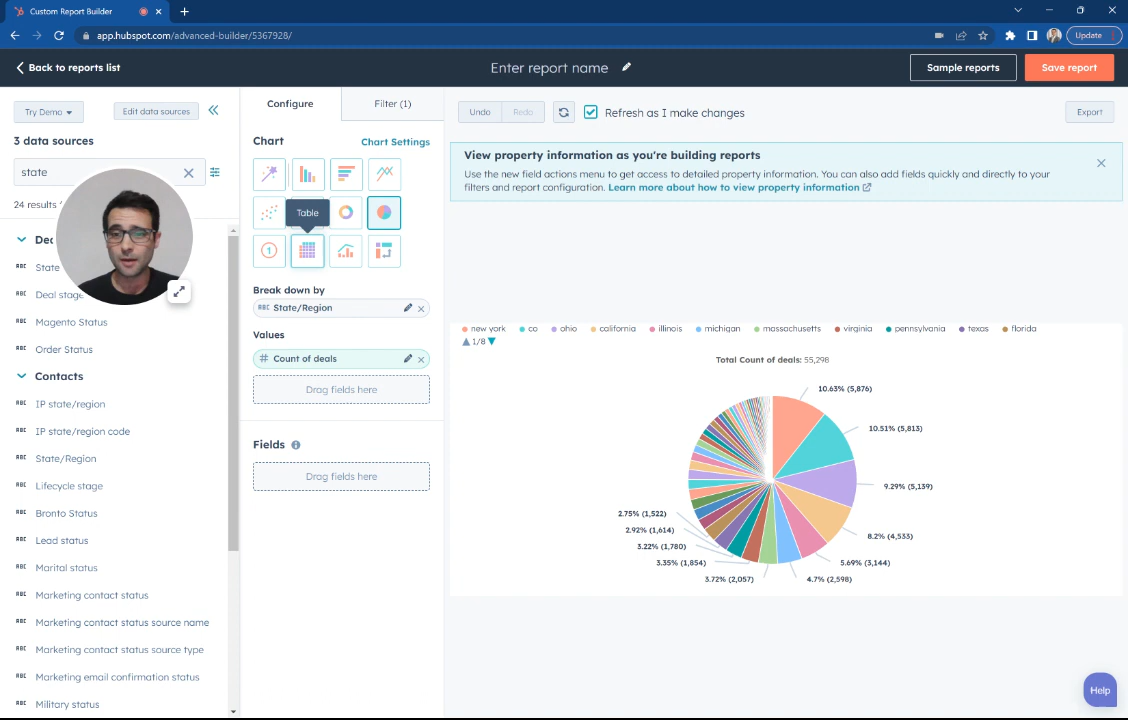 Custom Report Builder
app.hubspot.com/advanced-builder/5367928/
Update
Back to reports list
Enter report name
Sample reports
Save report
Try Demo
Edit data sources
3 data sources
state
24 results
State
Deal stage
Magento Status
Order Status
Contacts
IP state/region
IP state/region code
State/Region
Lifecycle stage
Bronto Status
Lead status
Marital status
Marketing contact status
Marketing contact status source name
Marketing contact status source type
Marketing email confirmation status
Military status
Configure
Filter (1)
Chart
Chart Settings
Table
1
Break down by
ABC State/Region
Values
# Count of deals
Drag fields here
Fields
Drag fields here
Undo
Redo
Refresh as I make changes
Export
View property information as you're building reports
Use the new field actions menu to get access to detailed property information. You can also add fields quickly and directly to your
filters and report configuration. Learn more about how to view property information
new york co ohio california illinois michigan massachusetts virginia pennsylvania texas florida
1/8
Total Count of deals: 55,298
10.63% (5,876)
10.51% (5,813)
9.29% (5,139)
8.2% (4,533)
5.69% (3,144)
4.7% (2,598)
3.72% (2,057)
3.35% (1,854)
3.22% (1,780)
2.92% (1,614)
2.75% (1,522)
Help